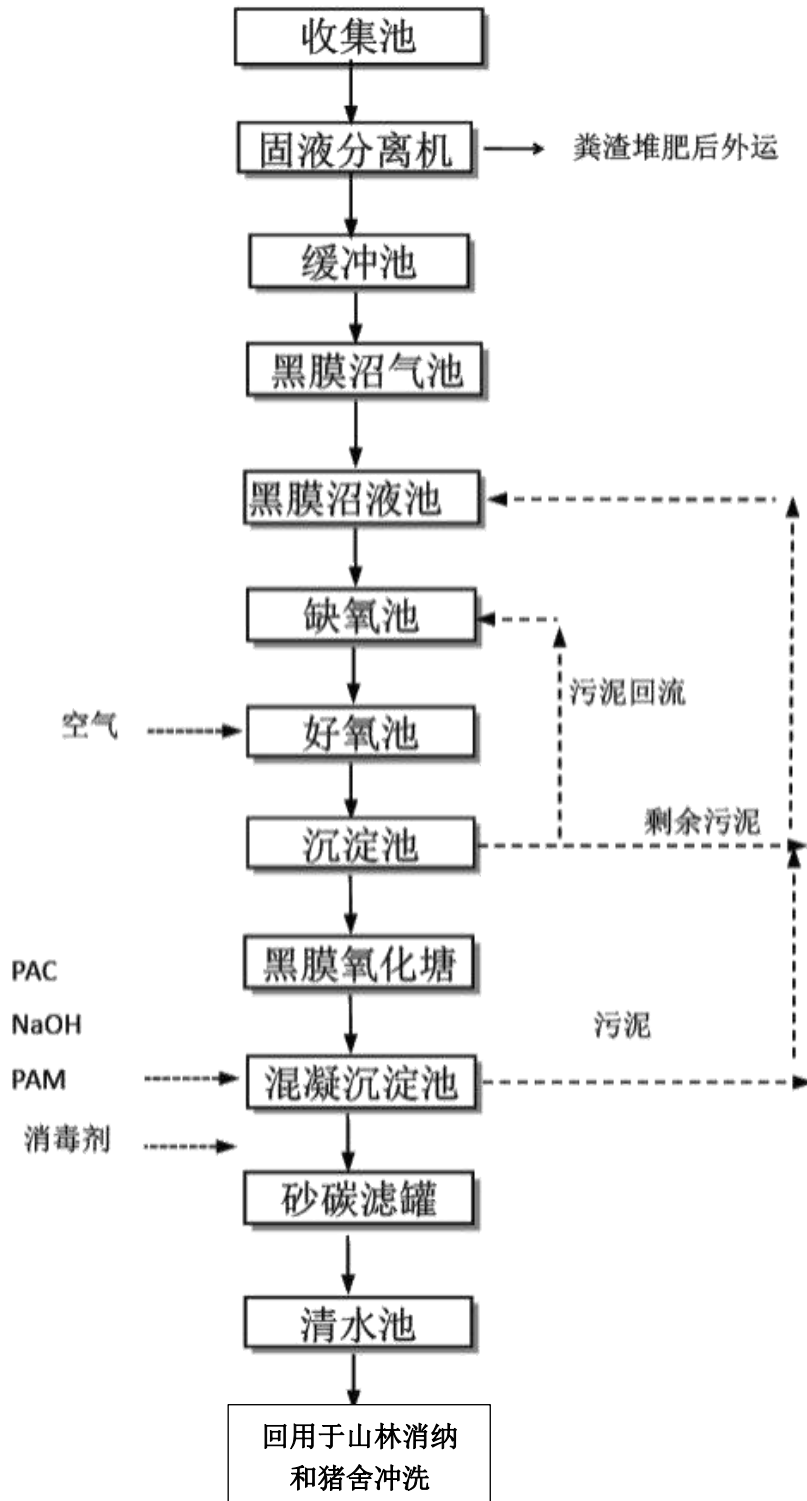 收集池
固液分离机
粪渣堆肥后外运
缓冲池
黑膜沼气池
黑膜沼液池
缺氧池
污泥回流
空气
好氧池
剩余污泥
沉淀池
黑膜氧化塘
PAC
NaOH
污泥
PAM
混凝沉淀池
消毒剂
砂碳滤罐
清水池
回用于山林消纳
和猪舍冲洗